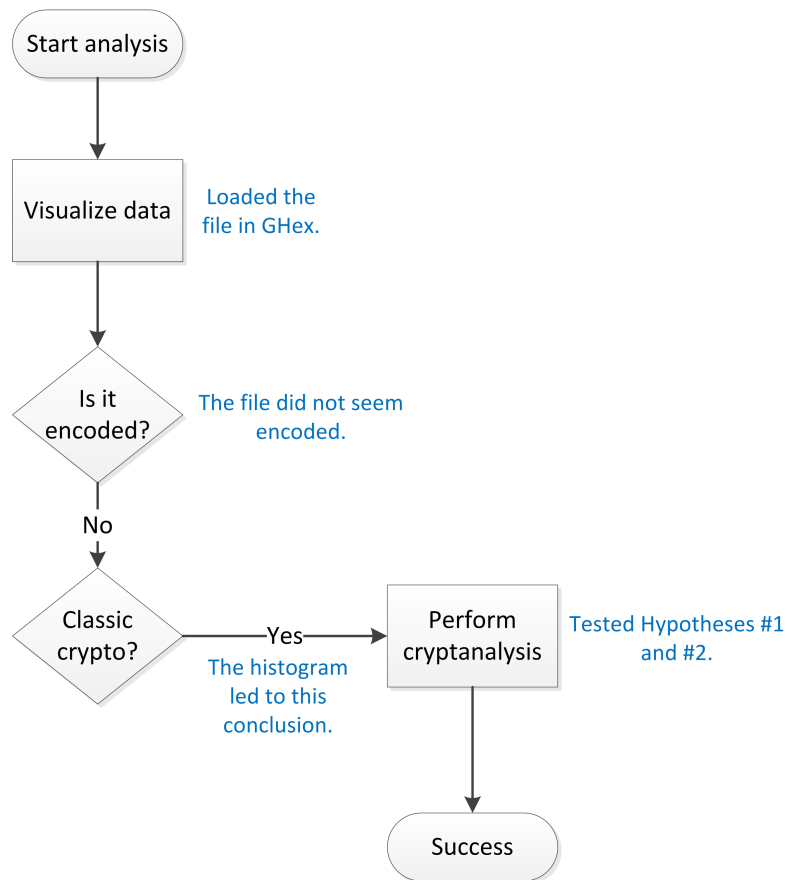 Start analysis
Visualize data
Loaded the
file in GHex.
Is it
encoded?
The file did not seem
encoded.
No
Classic
crypto?
Yes
The histogram
led to this
conclusion.
Perform
cryptanalysis
Tested Hypotheses #1
and #2.
Success